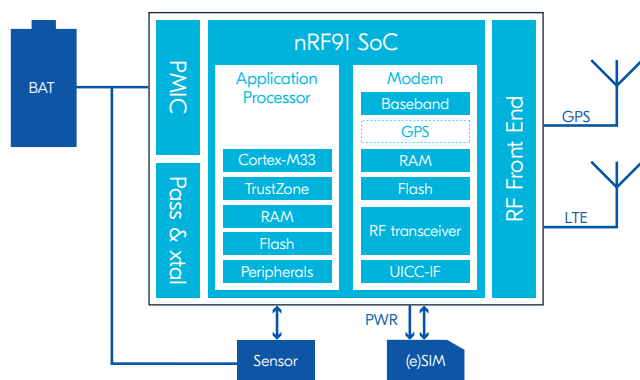 BAT
PMIC
Pass & xtal
nRF91 SoC
Application
Processor
Cortex-M33
TrustZone
RAM
Flash
Peripherals
Modem
Baseband
GPS
RAM
Flash
RF transceiver
UICC-IF
RF Front End
GPS
LTE
PWR
Sensor
(e)SIM